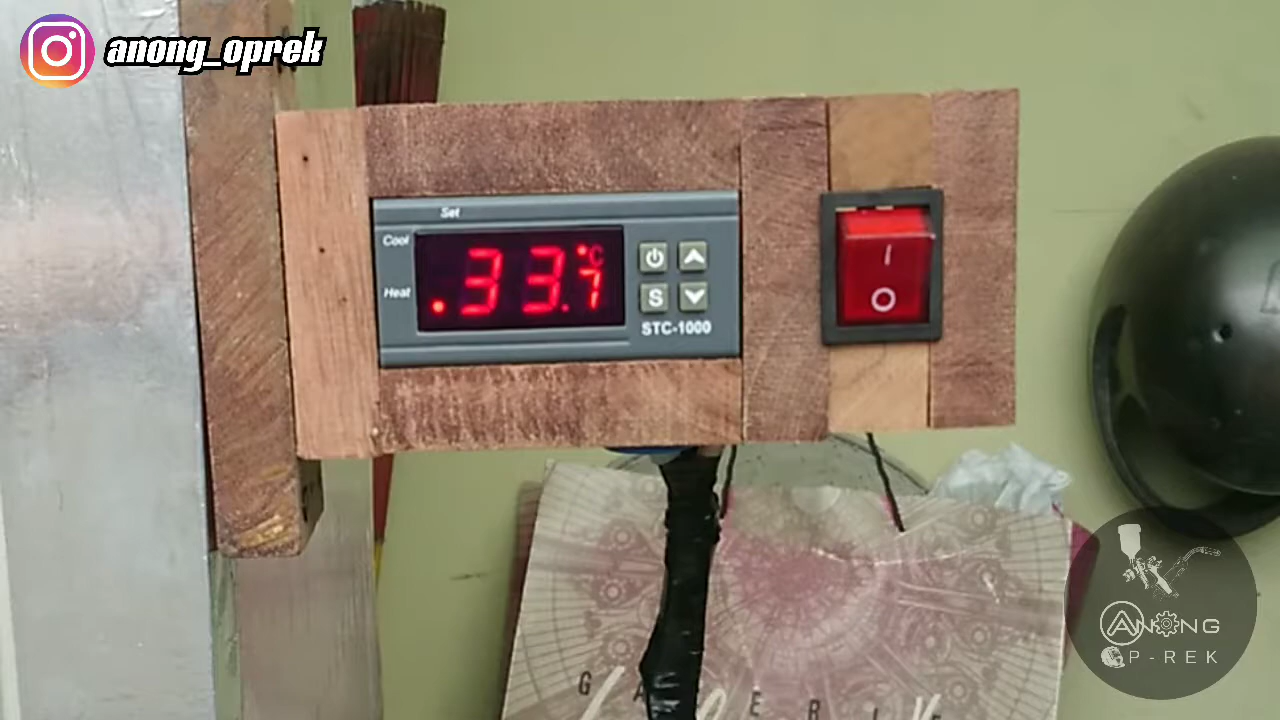 anong_oprek
Set
Cool
Heat
.33.7 °C
S
STC-1000
I
O
ANONG
OP-REK